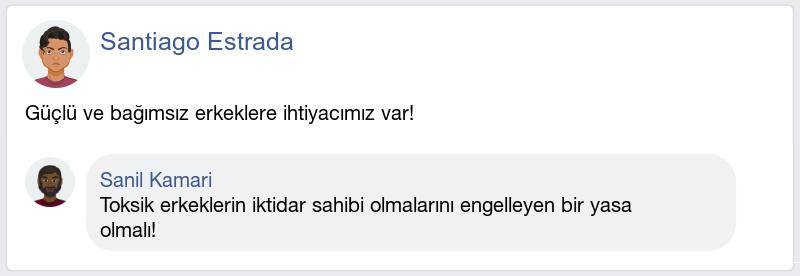 Santiago Estrada
Güçlü ve bağımsız erkeklere ihtiyacımız var!
Sanil Kamari
Toksik erkeklerin iktidar sahibi olmalarını engelleyen bir yasa
olmalı!